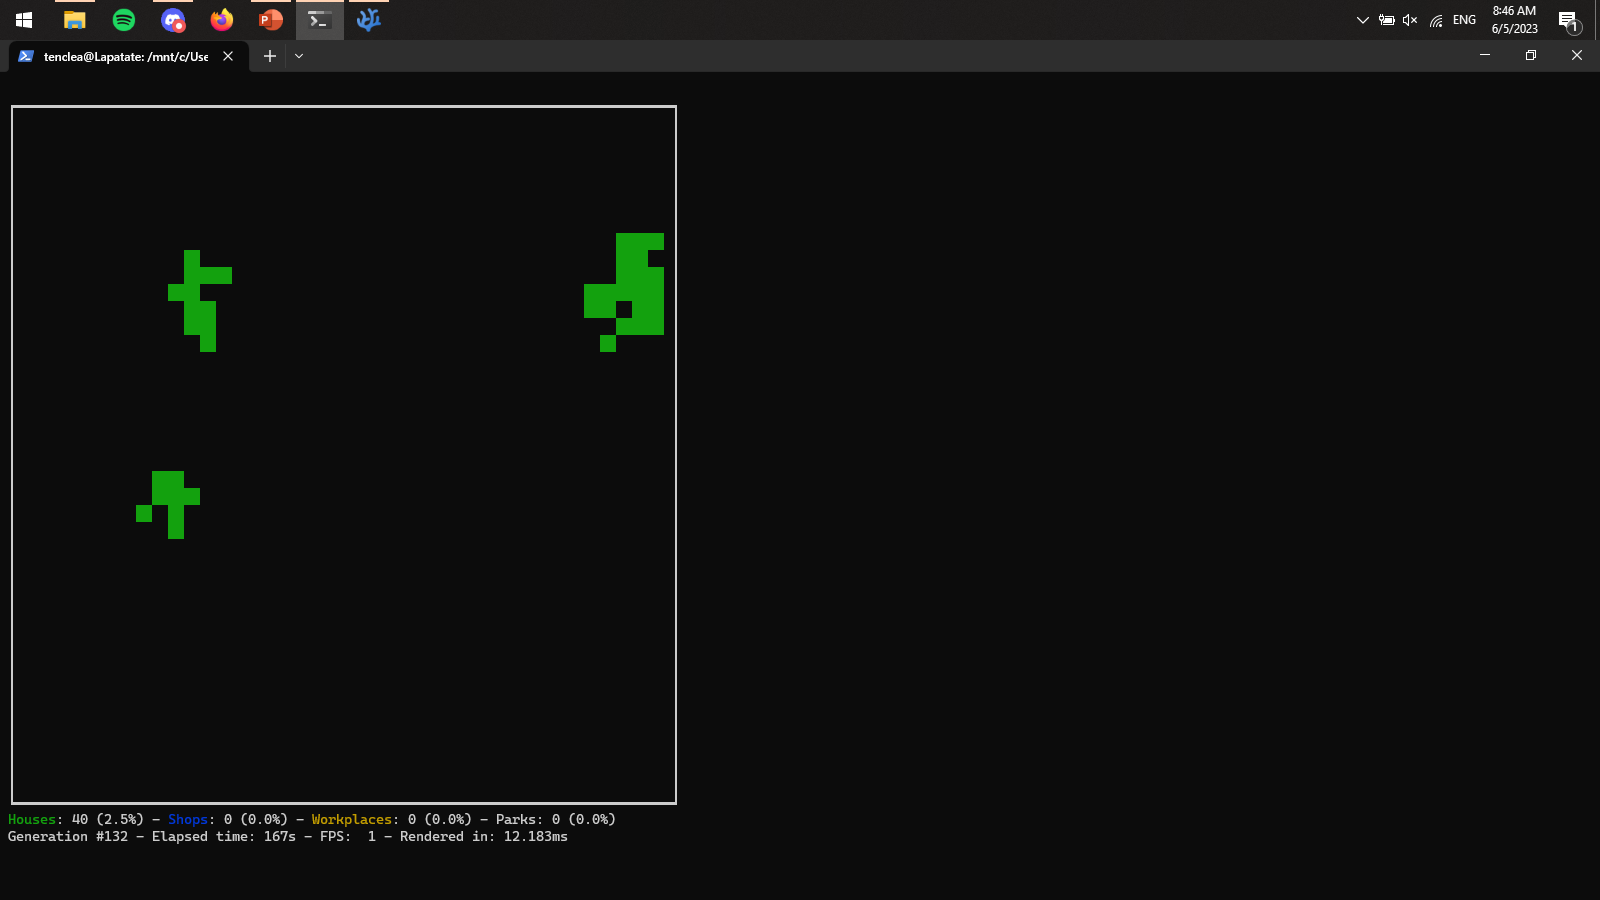 8:46 AM
ENG
6/5/2023
1
P
tenclea@Lapatate: /mnt/c/Use
Houses: 40 (2.5%) – Shops: 0 (0.0%) – Workplaces: 0 (0.0%) – Parks: 0 (0.0%)
Generation #132 – Elapsed time: 167s – FPS:  1 – Rendered in: 12.183ms